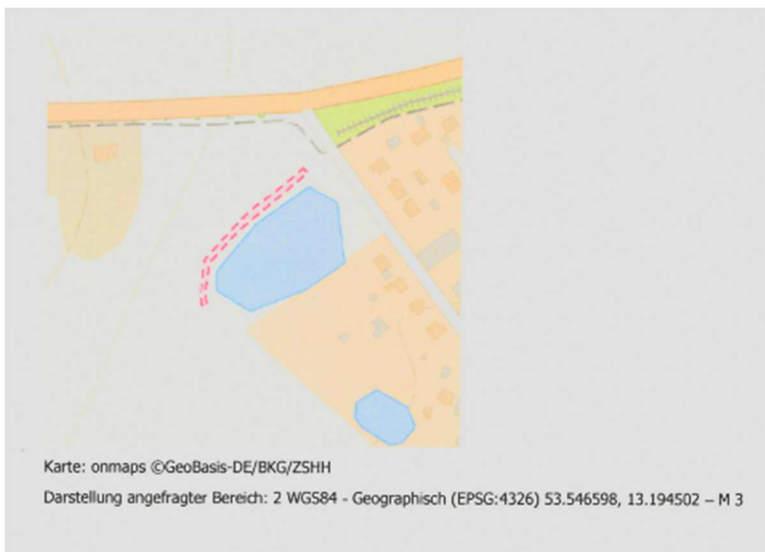 Karte: onmaps ©GeoBasis-DE/BKG/ZSHH
Darstellung angefragter Bereich: 2 WGS84 - Geographisch (EPSG:4326) 53.546598, 13.194502 – M 3